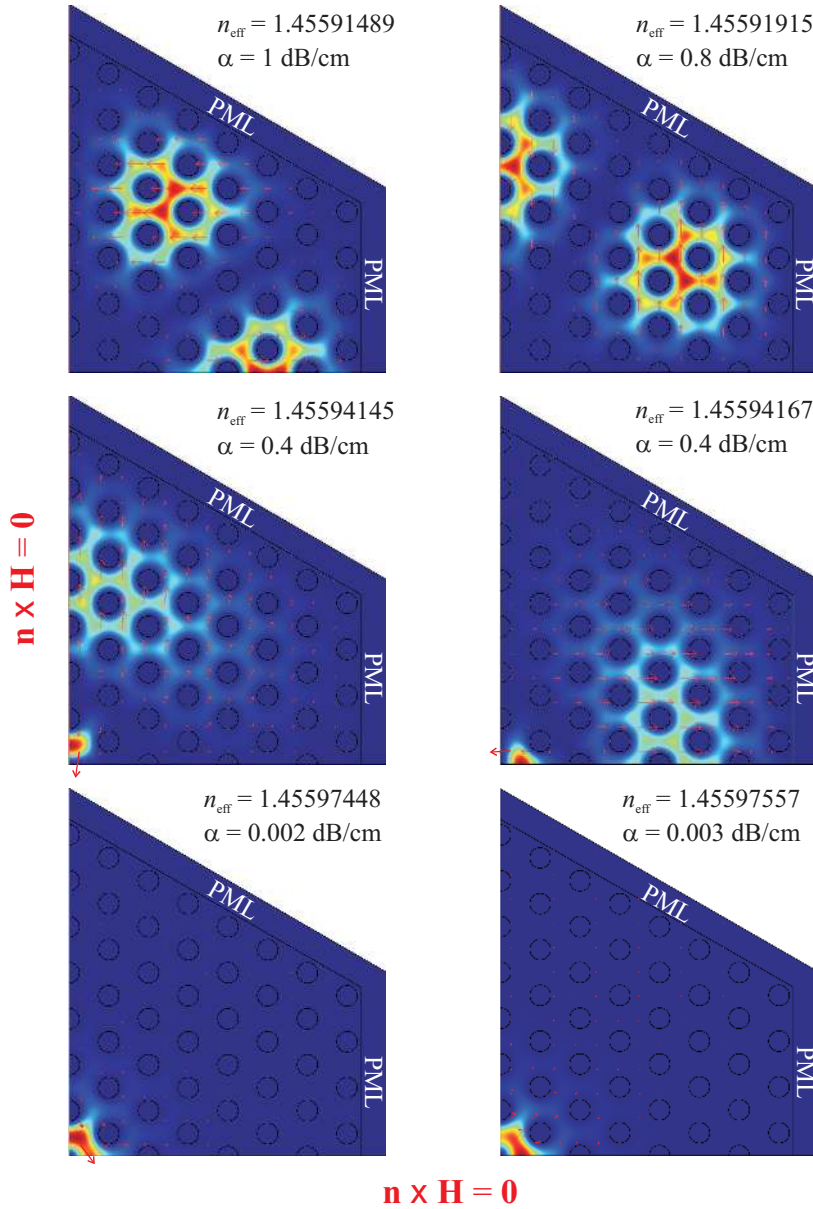 n_eff = 1.45591489
α = 1 dB/cm
PML
PML
n_eff = 1.45591915
α = 0.8 dB/cm
PML
PML
n_eff = 1.45594145
α = 0.4 dB/cm
PML
PML
n_eff = 1.45594167
α = 0.4 dB/cm
PML
PML
n x H = 0
n_eff = 1.45597448
α = 0.002 dB/cm
PML
PML
n_eff = 1.45597557
α = 0.003 dB/cm
PML
PML
n x H = 0